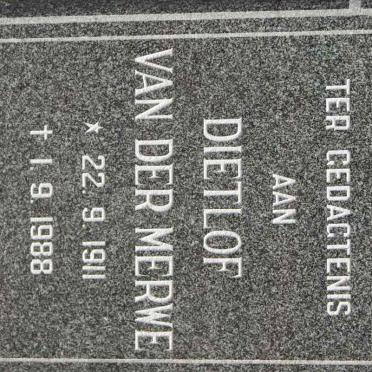 TER GEDACTENIS
AAN
DIETLOF
VAN DER MERWE
* 22. 9. 1911
† 1. 9. 1988